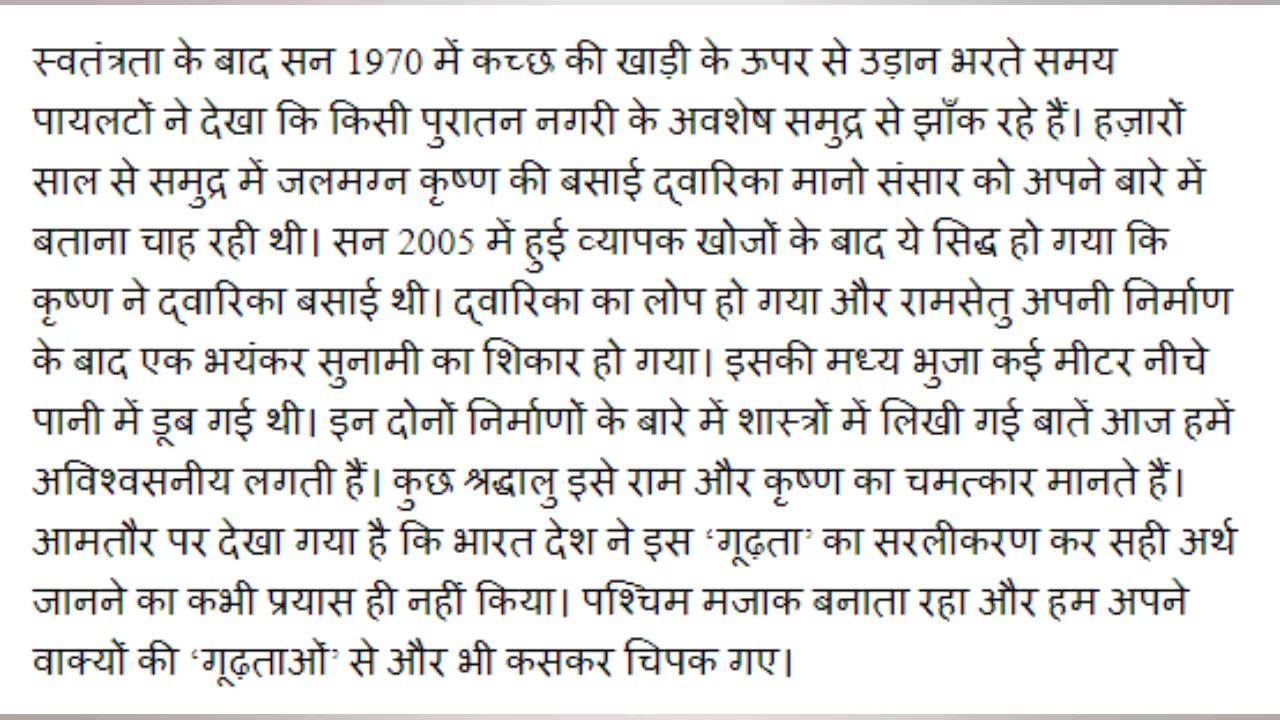 स्वतंत्रता के बाद सन 1970 में कच्छ की खाड़ी के ऊपर से उड़ान भरते समय
पायलटों ने देखा कि किसी पुरातन नगरी के अवशेष समुद्र से झाँक रहे हैं। हज़ारों
साल से समुद्र में जलमग्न कृष्ण की बसाई द्वारिका मानो संसार को अपने बारे में
बताना चाह रही थी। सन 2005 में हुई व्यापक खोजों के बाद ये सिद्ध हो गया कि
कृष्ण ने द्वारिका बसाई थी। द्वारिका का लोप हो गया और रामसेतु अपनी निर्माण
के बाद एक भयंकर सुनामी का शिकार हो गया। इसकी मध्य भुजा कई मीटर नीचे
पानी में डूब गई थी। इन दोनों निर्माणों के बारे में शास्त्रों में लिखी गई बातें आज हमें
अविश्वसनीय लगती हैं। कुछ श्रद्धालु इसे राम और कृष्ण का चमत्कार मानते हैं।
आमतौर पर देखा गया है कि भारत देश ने इस ‘गूढ़ता’ का सरलीकरण कर सही अर्थ
जानने का कभी प्रयास ही नहीं किया। पश्चिम मजाक बनाता रहा और हम अपने
वाक्यों की ‘गूढ़ताओं’ से और भी कसकर चिपक गए।